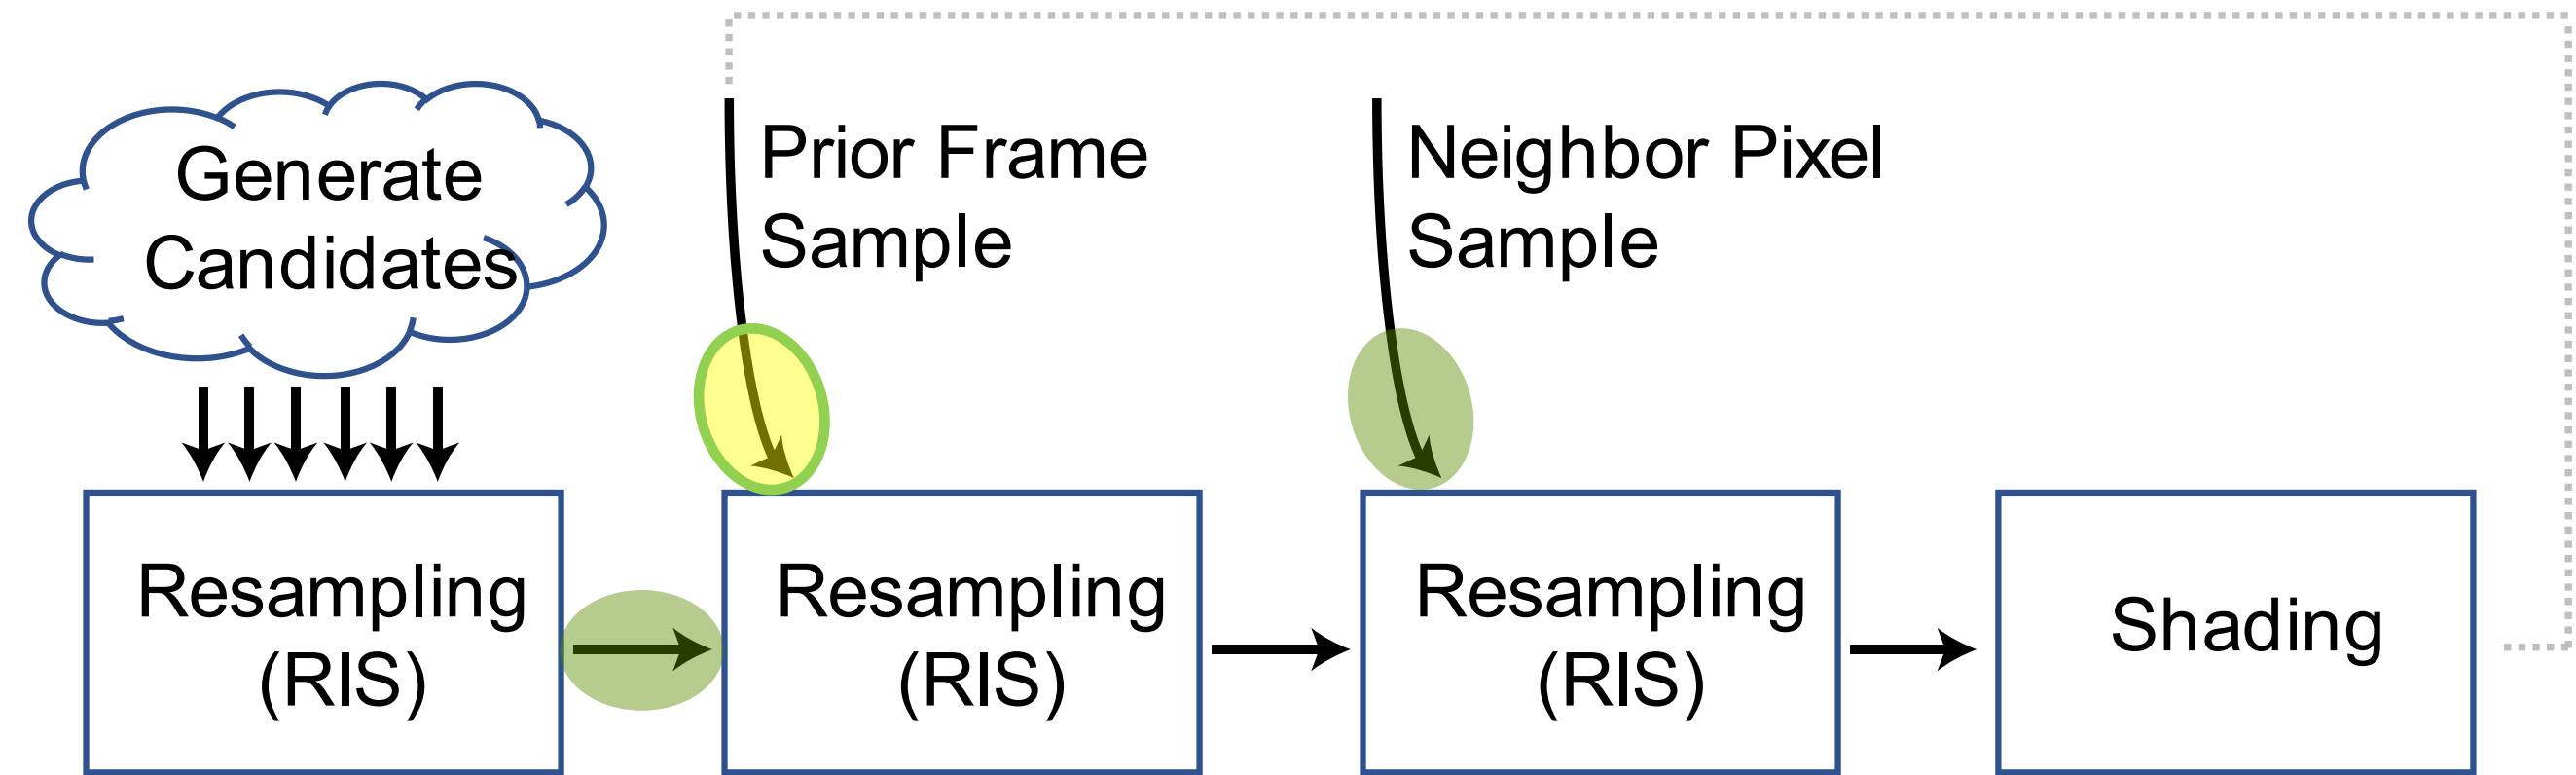 Generate
Candidates
Prior Frame
Sample
Neighbor Pixel
Sample
Resampling
(RIS)
Resampling
(RIS)
Resampling
(RIS)
Shading